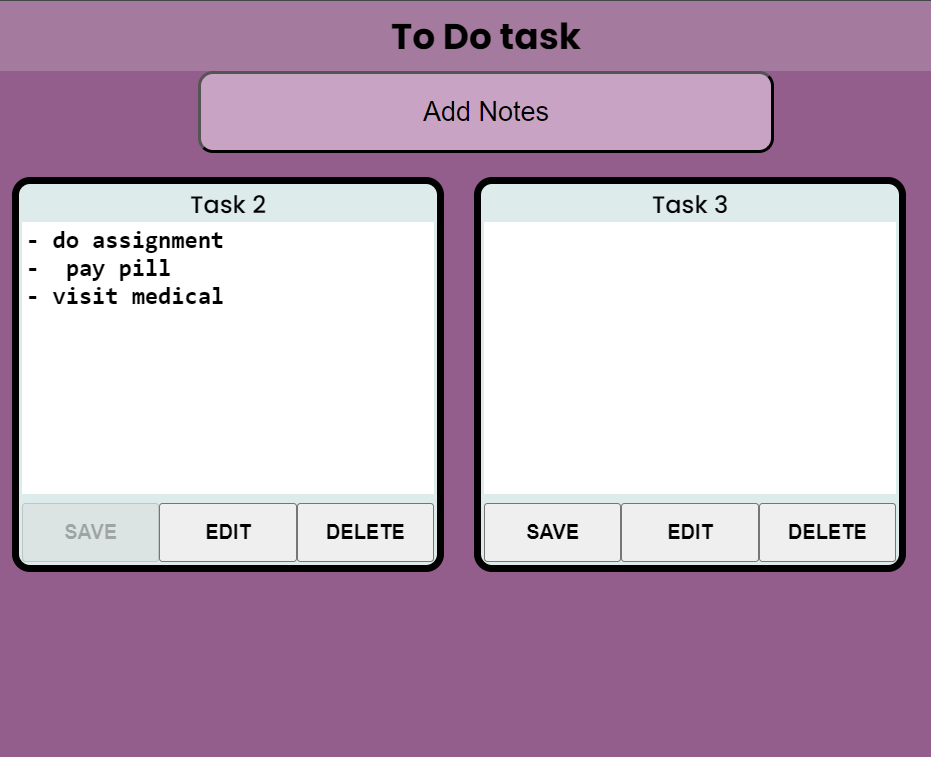 To Do task
Add Notes
Task 2
- do assignment
-  pay pill
- visit medical
SAVE EDIT DELETE
Task 3
SAVE EDIT DELETE